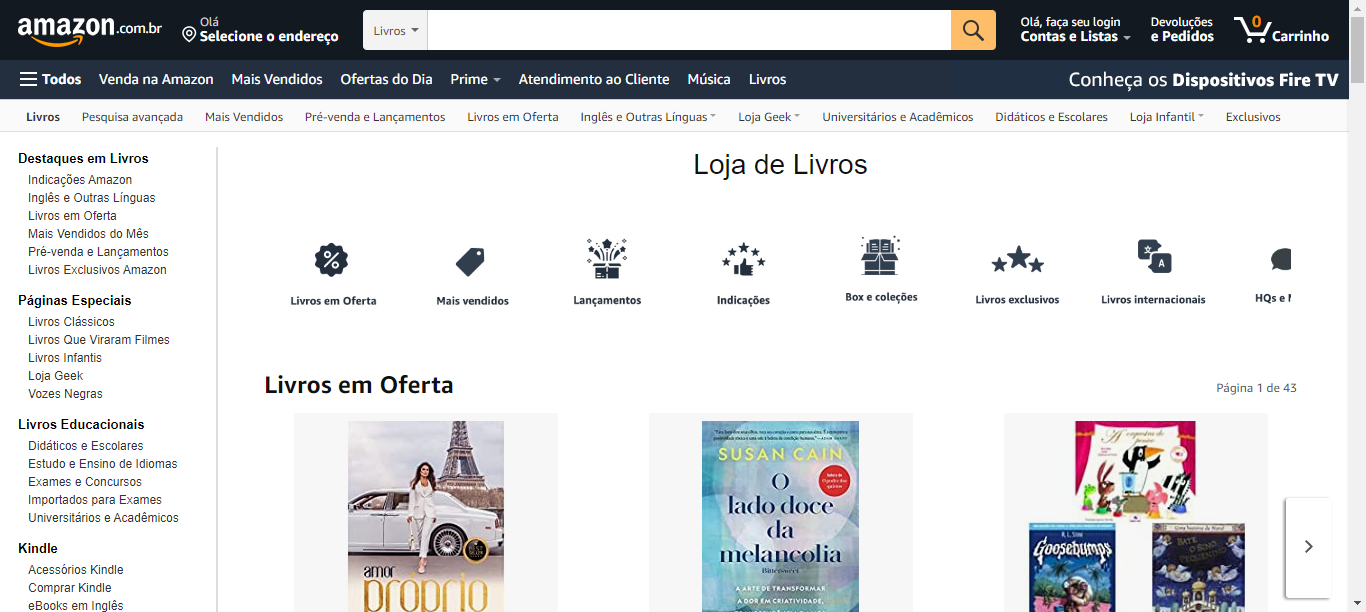 amazon.com.br
Olá
Selecione o endereço
Livros
Olá, faça seu login
Contas e Listas
Devoluções
e Pedidos
0
Carrinho
Todos
Venda na Amazon
Mais Vendidos
Ofertas do Dia
Prime
Atendimento ao Cliente
Música
Livros
Conheça os Dispositivos Fire TV
Livros
Pesquisa avançada
Mais Vendidos
Pré-venda e Lançamentos
Livros em Oferta
Inglês e Outras Línguas
Loja Geek
Universitários e Acadêmicos
Didáticos e Escolares
Loja Infantil
Exclusivos
Destaques em Livros
Indicações Amazon
Inglês e Outras Línguas
Livros em Oferta
Mais Vendidos do Mês
Pré-venda e Lançamentos
Livros Exclusivos Amazon
Páginas Especiais
Livros Clássicos
Livros Que Viraram Filmes
Livros Infantis
Loja Geek
Vozes Negras
Livros Educacionais
Didáticos e Escolares
Estudo e Ensino de Idiomas
Exames e Concursos
Importados para Exames
Universitários e Acadêmicos
Kindle
Acessórios Kindle
Comprar Kindle
eBooks em Inglês
Loja de Livros
Livros em Oferta
Mais vendidos
Lançamentos
Indicações
Box e coleções
Livros exclusivos
Livros internacionais
HQs e
Livros em Oferta
Página 1 de 43
amor
próprio
SUSAN CAIN
O
lado doce
da
melancolia
Bittersweet
A ARTE DE TRANSFORMAR
A DOR EM CRIATIVIDADE,
R. L. Stine
Goosebumps